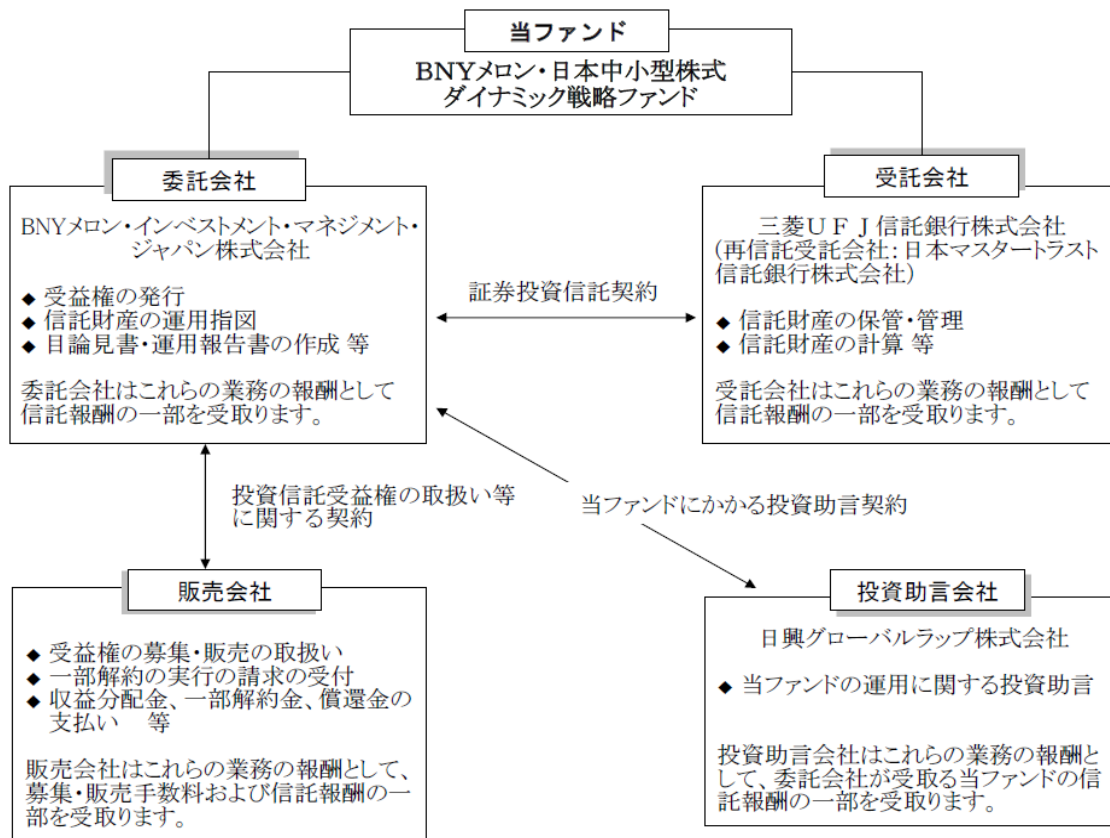 当ファンド
BNYメロン・日本中小型株式
ダイナミック戦略ファンド
委託会社
BNYメロン・インベストメント・マネジメント・
ジャパン株式会社
◆ 受益権の発行
◆ 信託財産の運用指図
◆ 目論見書・運用報告書の作成 等
委託会社はこれらの業務の報酬として
信託報酬の一部を受取ります。
証券投資信託契約
受託会社
三菱UFJ信託銀行株式会社
(再信託受託会社:日本マスタートラスト
信託銀行株式会社)
◆ 信託財産の保管・管理
◆ 信託財産の計算 等
受託会社はこれらの業務の報酬として
信託報酬の一部を受取ります。
投資信託受益権の取扱い等
に関する契約
当ファンドにかかる投資助言契約
販売会社
◆ 受益権の募集・販売の取扱い
◆ 一部解約の実行の請求の受付
◆ 収益分配金、一部解約金、償還金の
支払い 等
販売会社はこれらの業務の報酬として、
募集・販売手数料および信託報酬の一
部を受取ります。
投資助言会社
日興グローバルラップ株式会社
◆ 当ファンドの運用に関する投資助言
投資助言会社はこれらの業務の報酬と
して、委託会社が受取る当ファンドの信
託報酬の一部を受取ります。